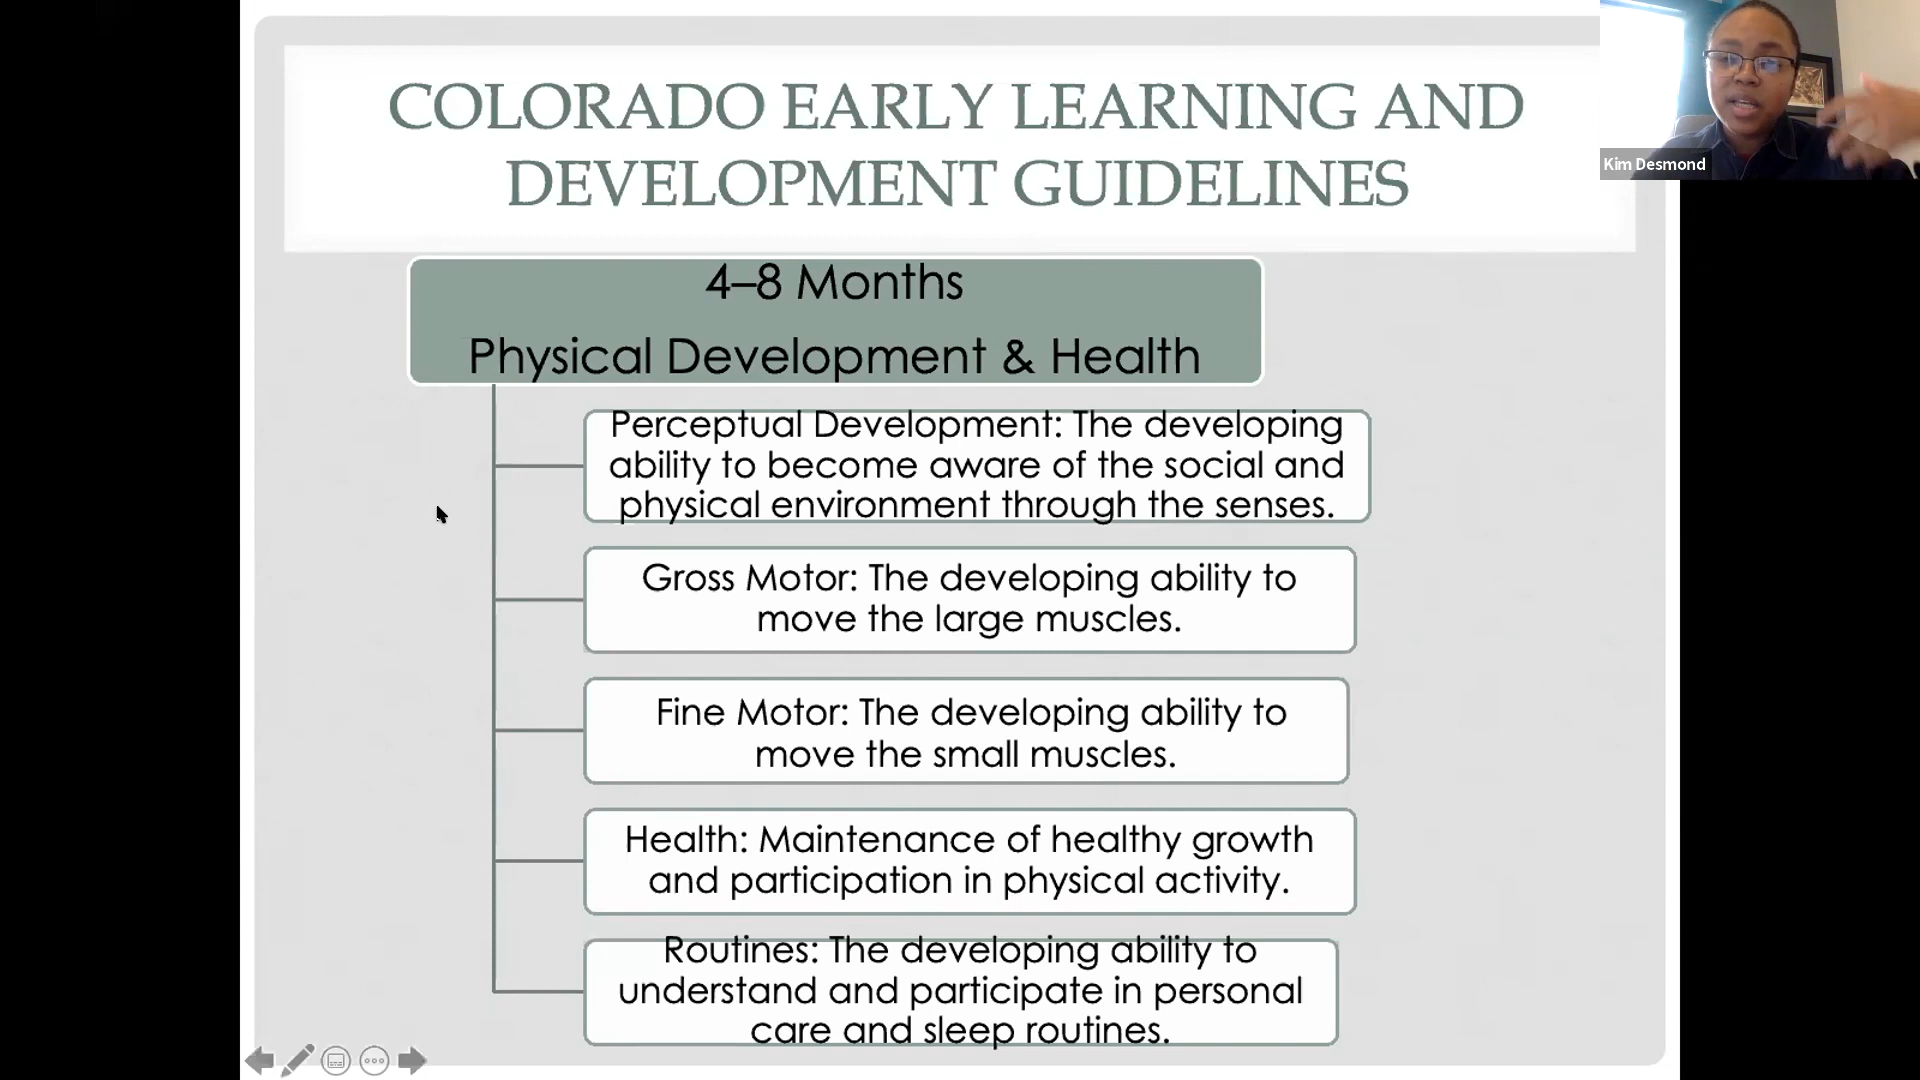 COLORADO EARLY LEARNING AND
DEVELOPMENT GUIDELINES
Kim Desmond
4–8 Months
Physical Development & Health
Perceptual Development: The developing
ability to become aware of the social and
physical environment through the senses.
Gross Motor: The developing ability to
move the large muscles.
Fine Motor: The developing ability to
move the small muscles.
Health: Maintenance of healthy growth
and participation in physical activity.
Routines: The developing ability to
understand and participate in personal
care and sleep routines.